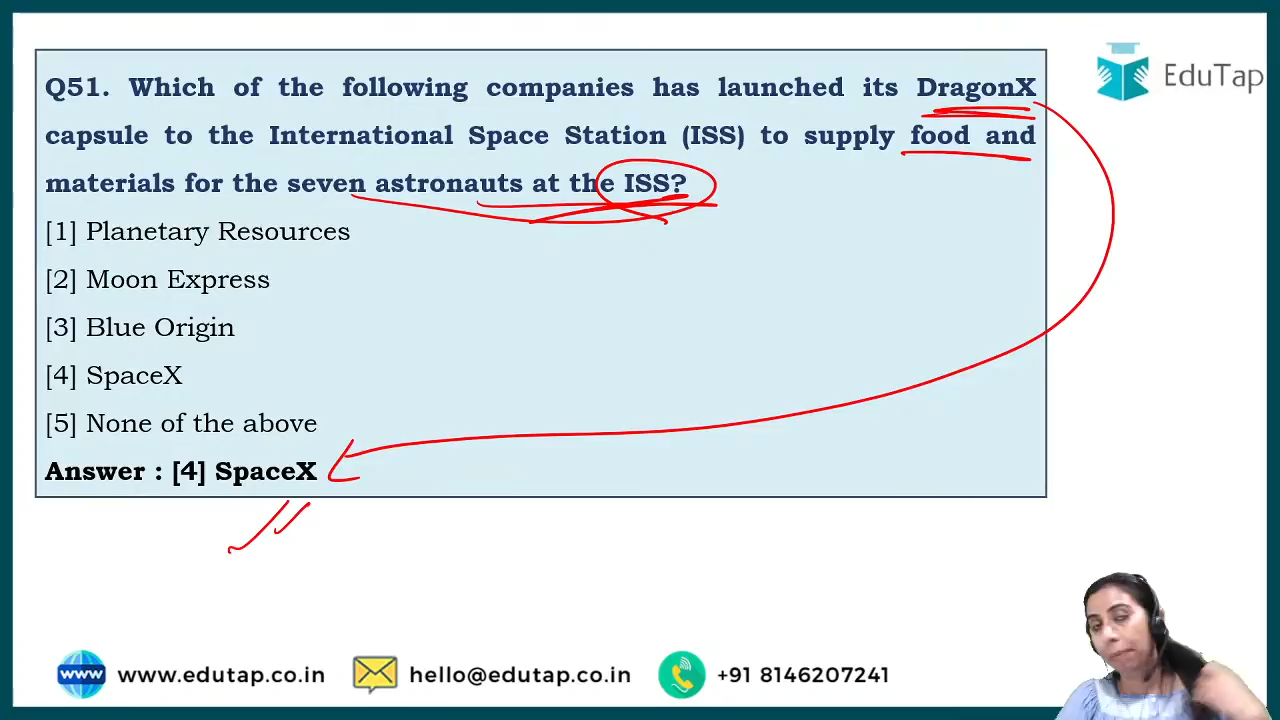 EduTap
Q51. Which of the following companies has launched its DragonX
capsule to the International Space Station (ISS) to supply food and
materials for the seven astronauts at the ISS?
[1] Planetary Resources
[2] Moon Express
[3] Blue Origin
[4] SpaceX
[5] None of the above
Answer : [4] SpaceX
www www.edutap.co.in hello@edutap.co.in +91 8146207241